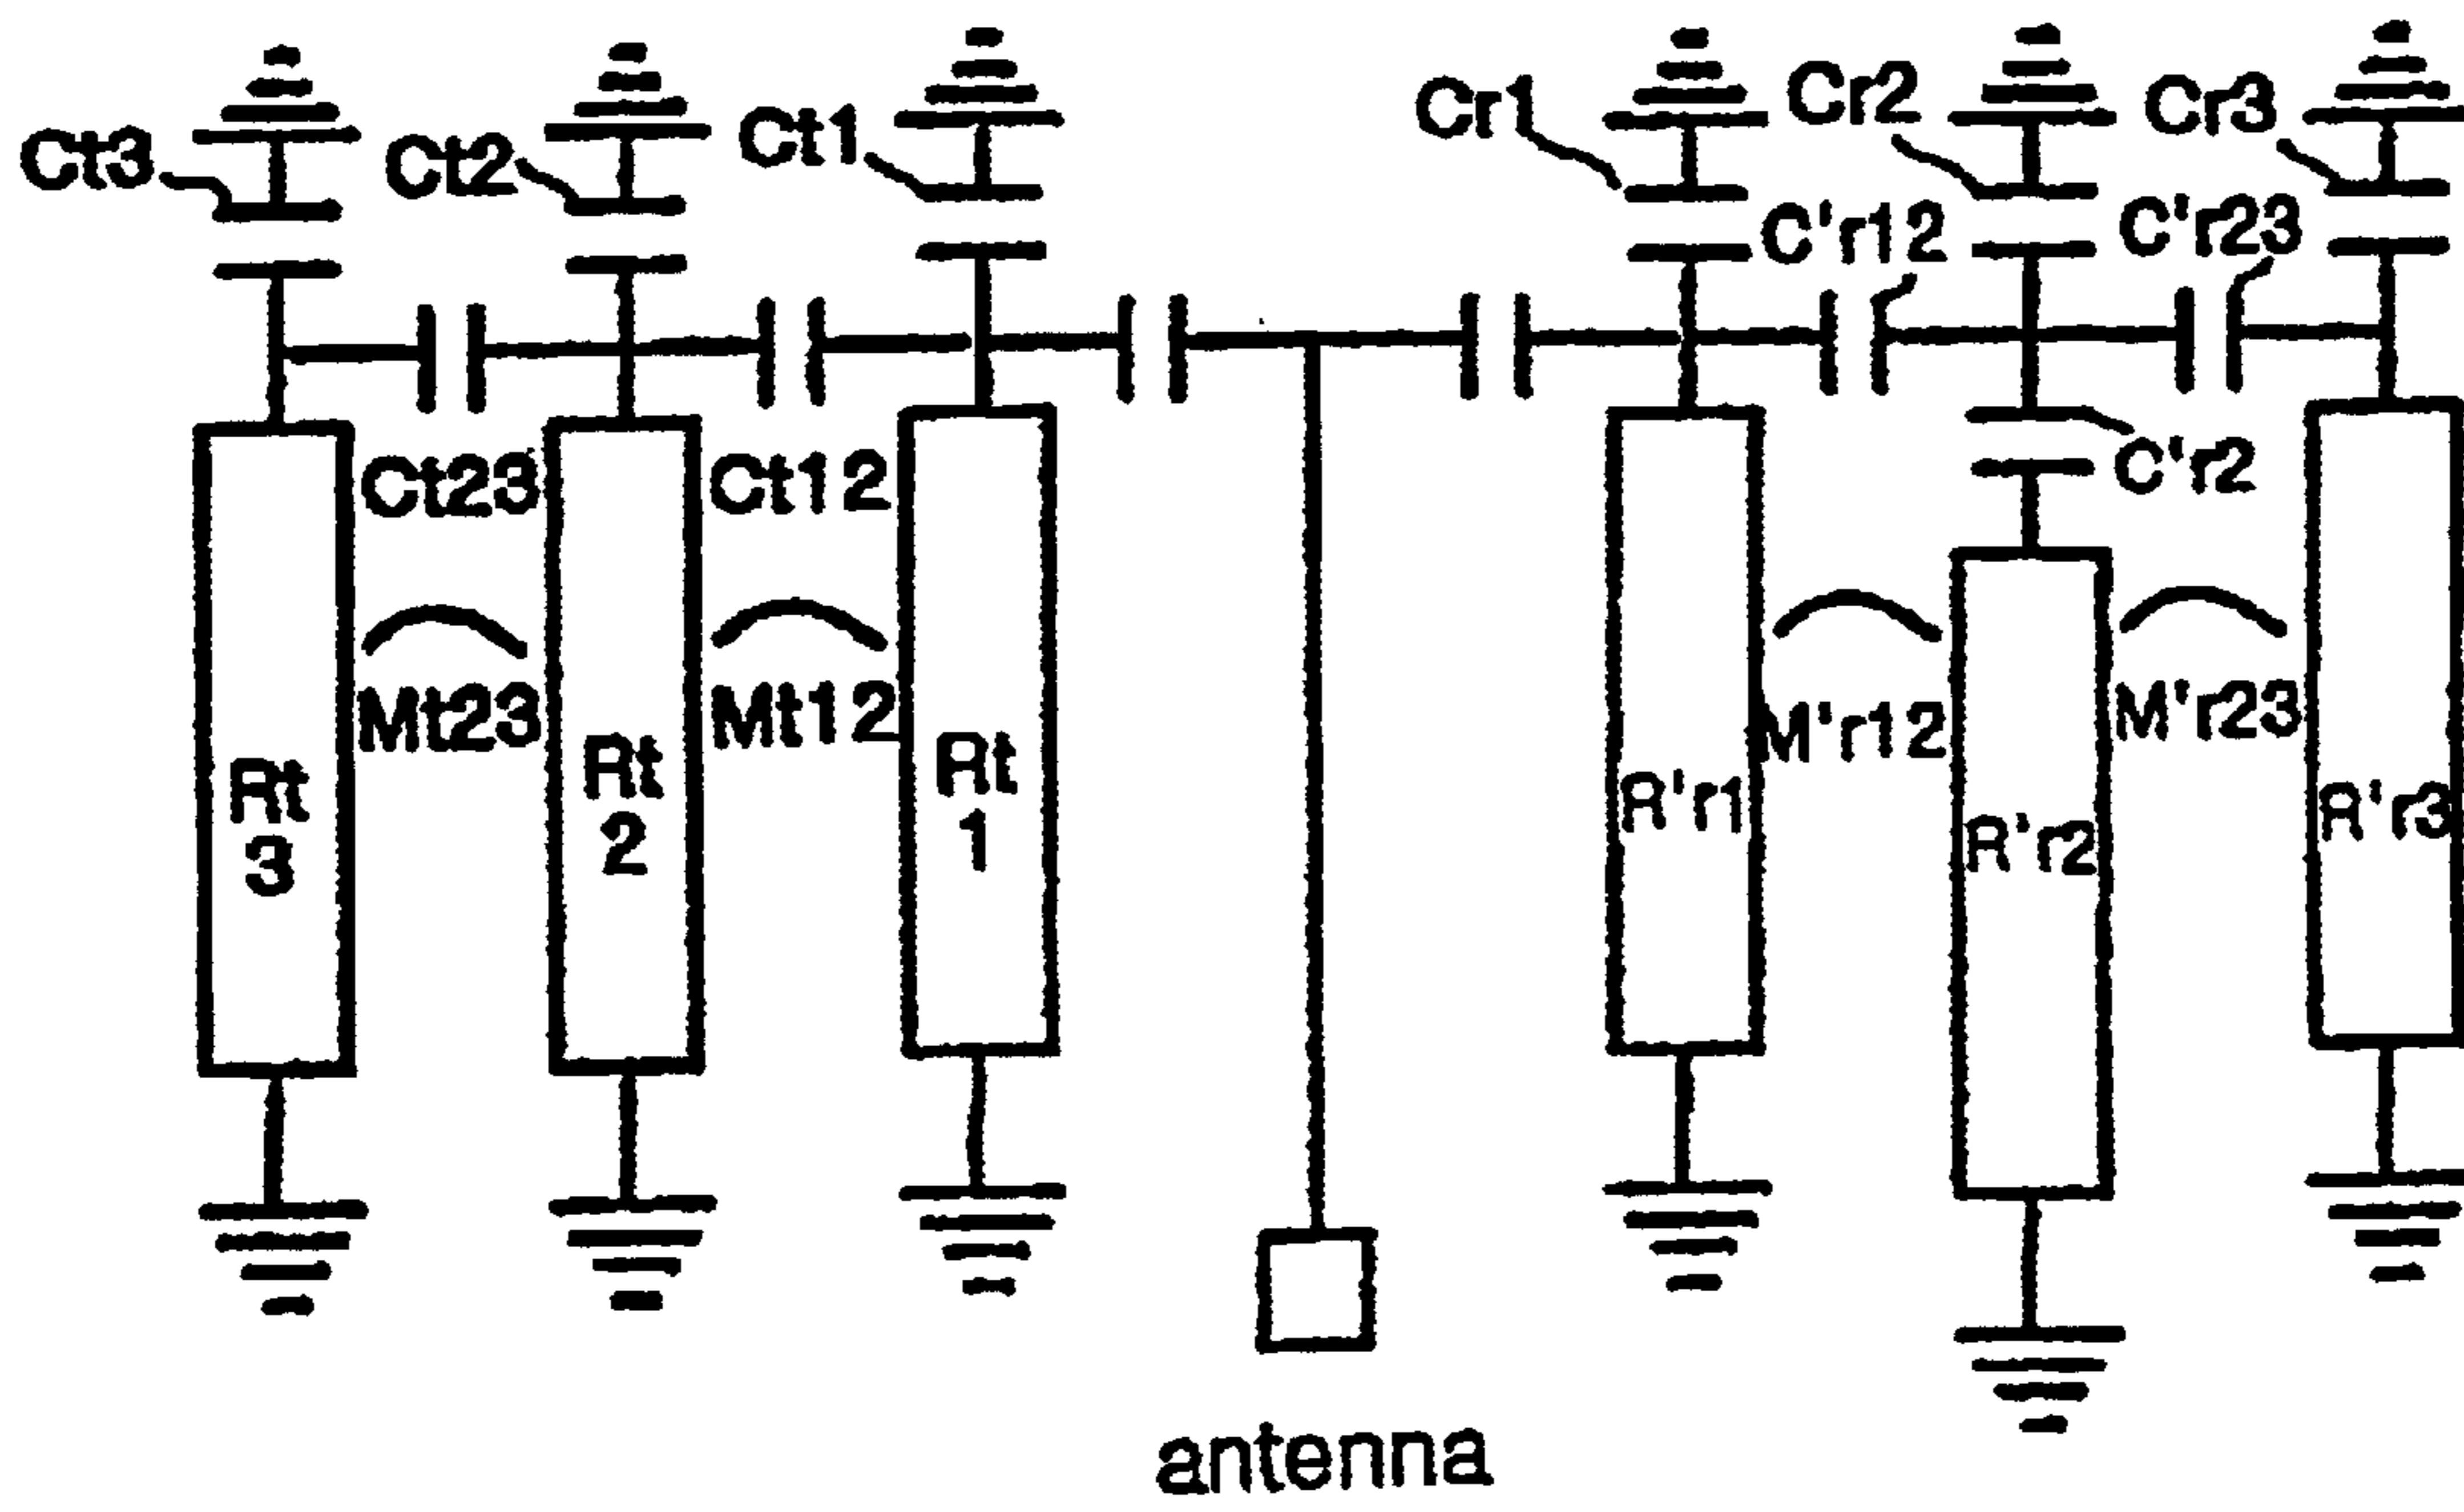 Ct3
Ct2
Ct1
Cr1
Cr2
Cr3
C'r12
C'r23
Ct23
Ct12
C'r2
Mt23
Mt12
M'r12
M'r23
Rt
3
Rt
2
Rt
1
R'r1
R'r2
R'r3
antenna